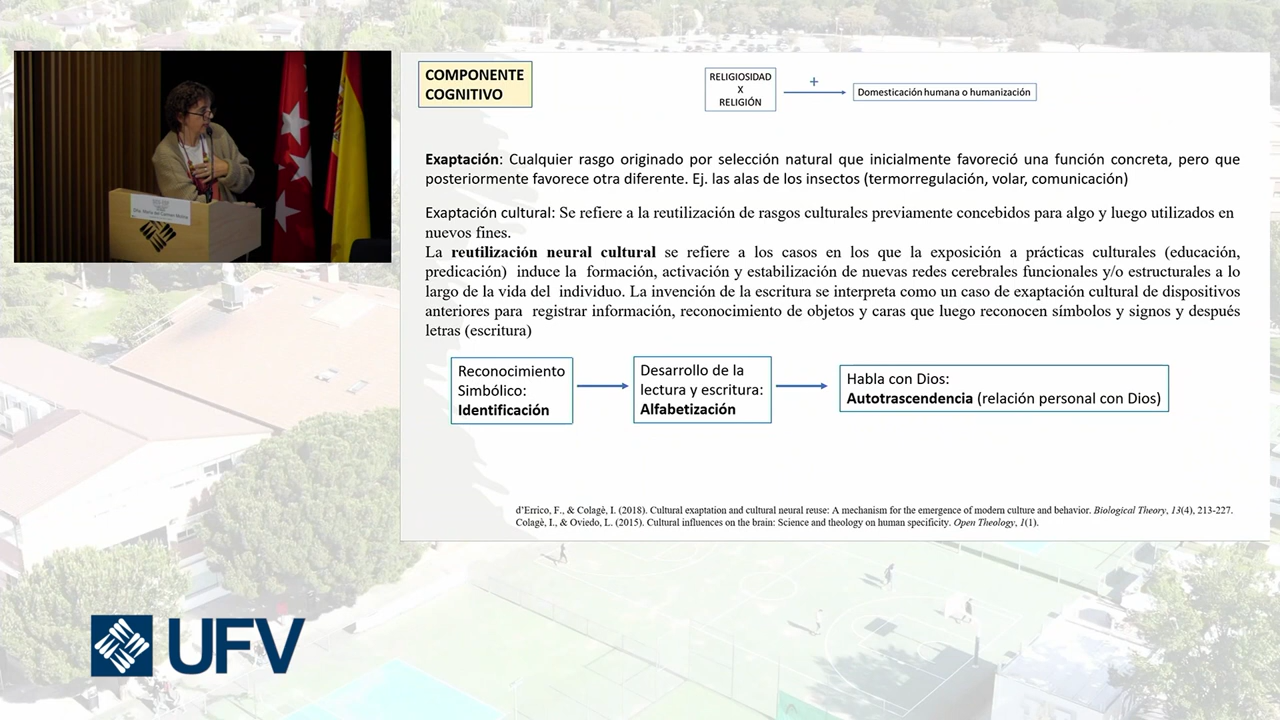 COMPONENTE
COGNITIVO
RELIGIOSIDAD
X
RELIGIÓN
+
Domesticación humana o humanización
Exaptación: Cualquier rasgo originado por selección natural que inicialmente favoreció una función concreta, pero que
posteriormente favorece otra diferente. Ej. las alas de los insectos (termorregulación, volar, comunicación)
Exaptación cultural: Se refiere a la reutilización de rasgos culturales previamente concebidos para algo y luego utilizados en
nuevos fines.
La reutilización neural cultural se refiere a los casos en los que la exposición a prácticas culturales (educación,
predicación) induce la formación, activación y estabilización de nuevas redes cerebrales funcionales y/o estructurales a lo
largo de la vida del individuo. La invención de la escritura se interpreta como un caso de exaptación cultural de dispositivos
anteriores para registrar información, reconocimiento de objetos y caras que luego reconocen símbolos y signos y después
letras (escritura)
Reconocimiento
Simbólico:
Identificación
Desarrollo de la
lectura y escritura:
Alfabetización
Habla con Dios:
Autotrascendencia (relación personal con Dios)
d'Errico, F., & Colagè, I. (2018). Cultural exaptation and cultural neural reuse: A mechanism for the emergence of modern culture and behavior. Biological Theory, 13(4), 213-227.
Colagè, I., & Oviedo, L. (2015). Cultural influences on the brain: Science and theology on human specificity. Open Theology, 1(1).
UFV